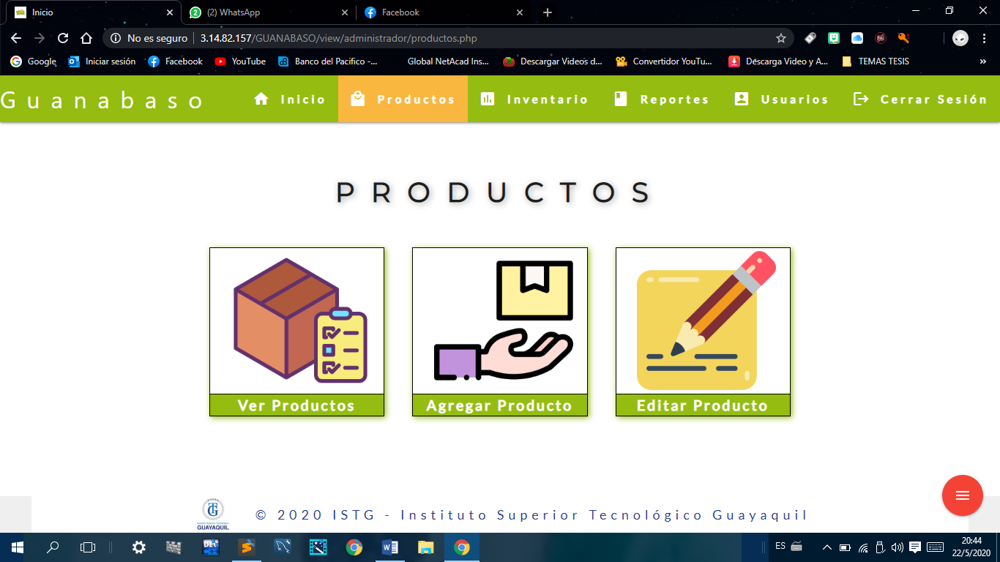 Inicio
2 (2) WhatsApp
Facebook
No es seguro 3.14.82.157/GUANABASO/view/administrador/productos.php
Google Iniciar sesión Facebook YouTube Banco del Pacifico -... Global NetAcad Ins... Descargar Videos d... Convertidor YouTu... Descarga Video y A... TEMAS TESIS »
Guanabaso Inicio Productos Inventario Reportes Usuarios Cerrar Sesión
PRODUCTOS
Ver Productos Agregar Producto Editar Producto
GUAYAQUIL
© 2020 ISTG - Instituto Superior Tecnológico Guayaquil
DEV
ES
20:44
22/5/2020